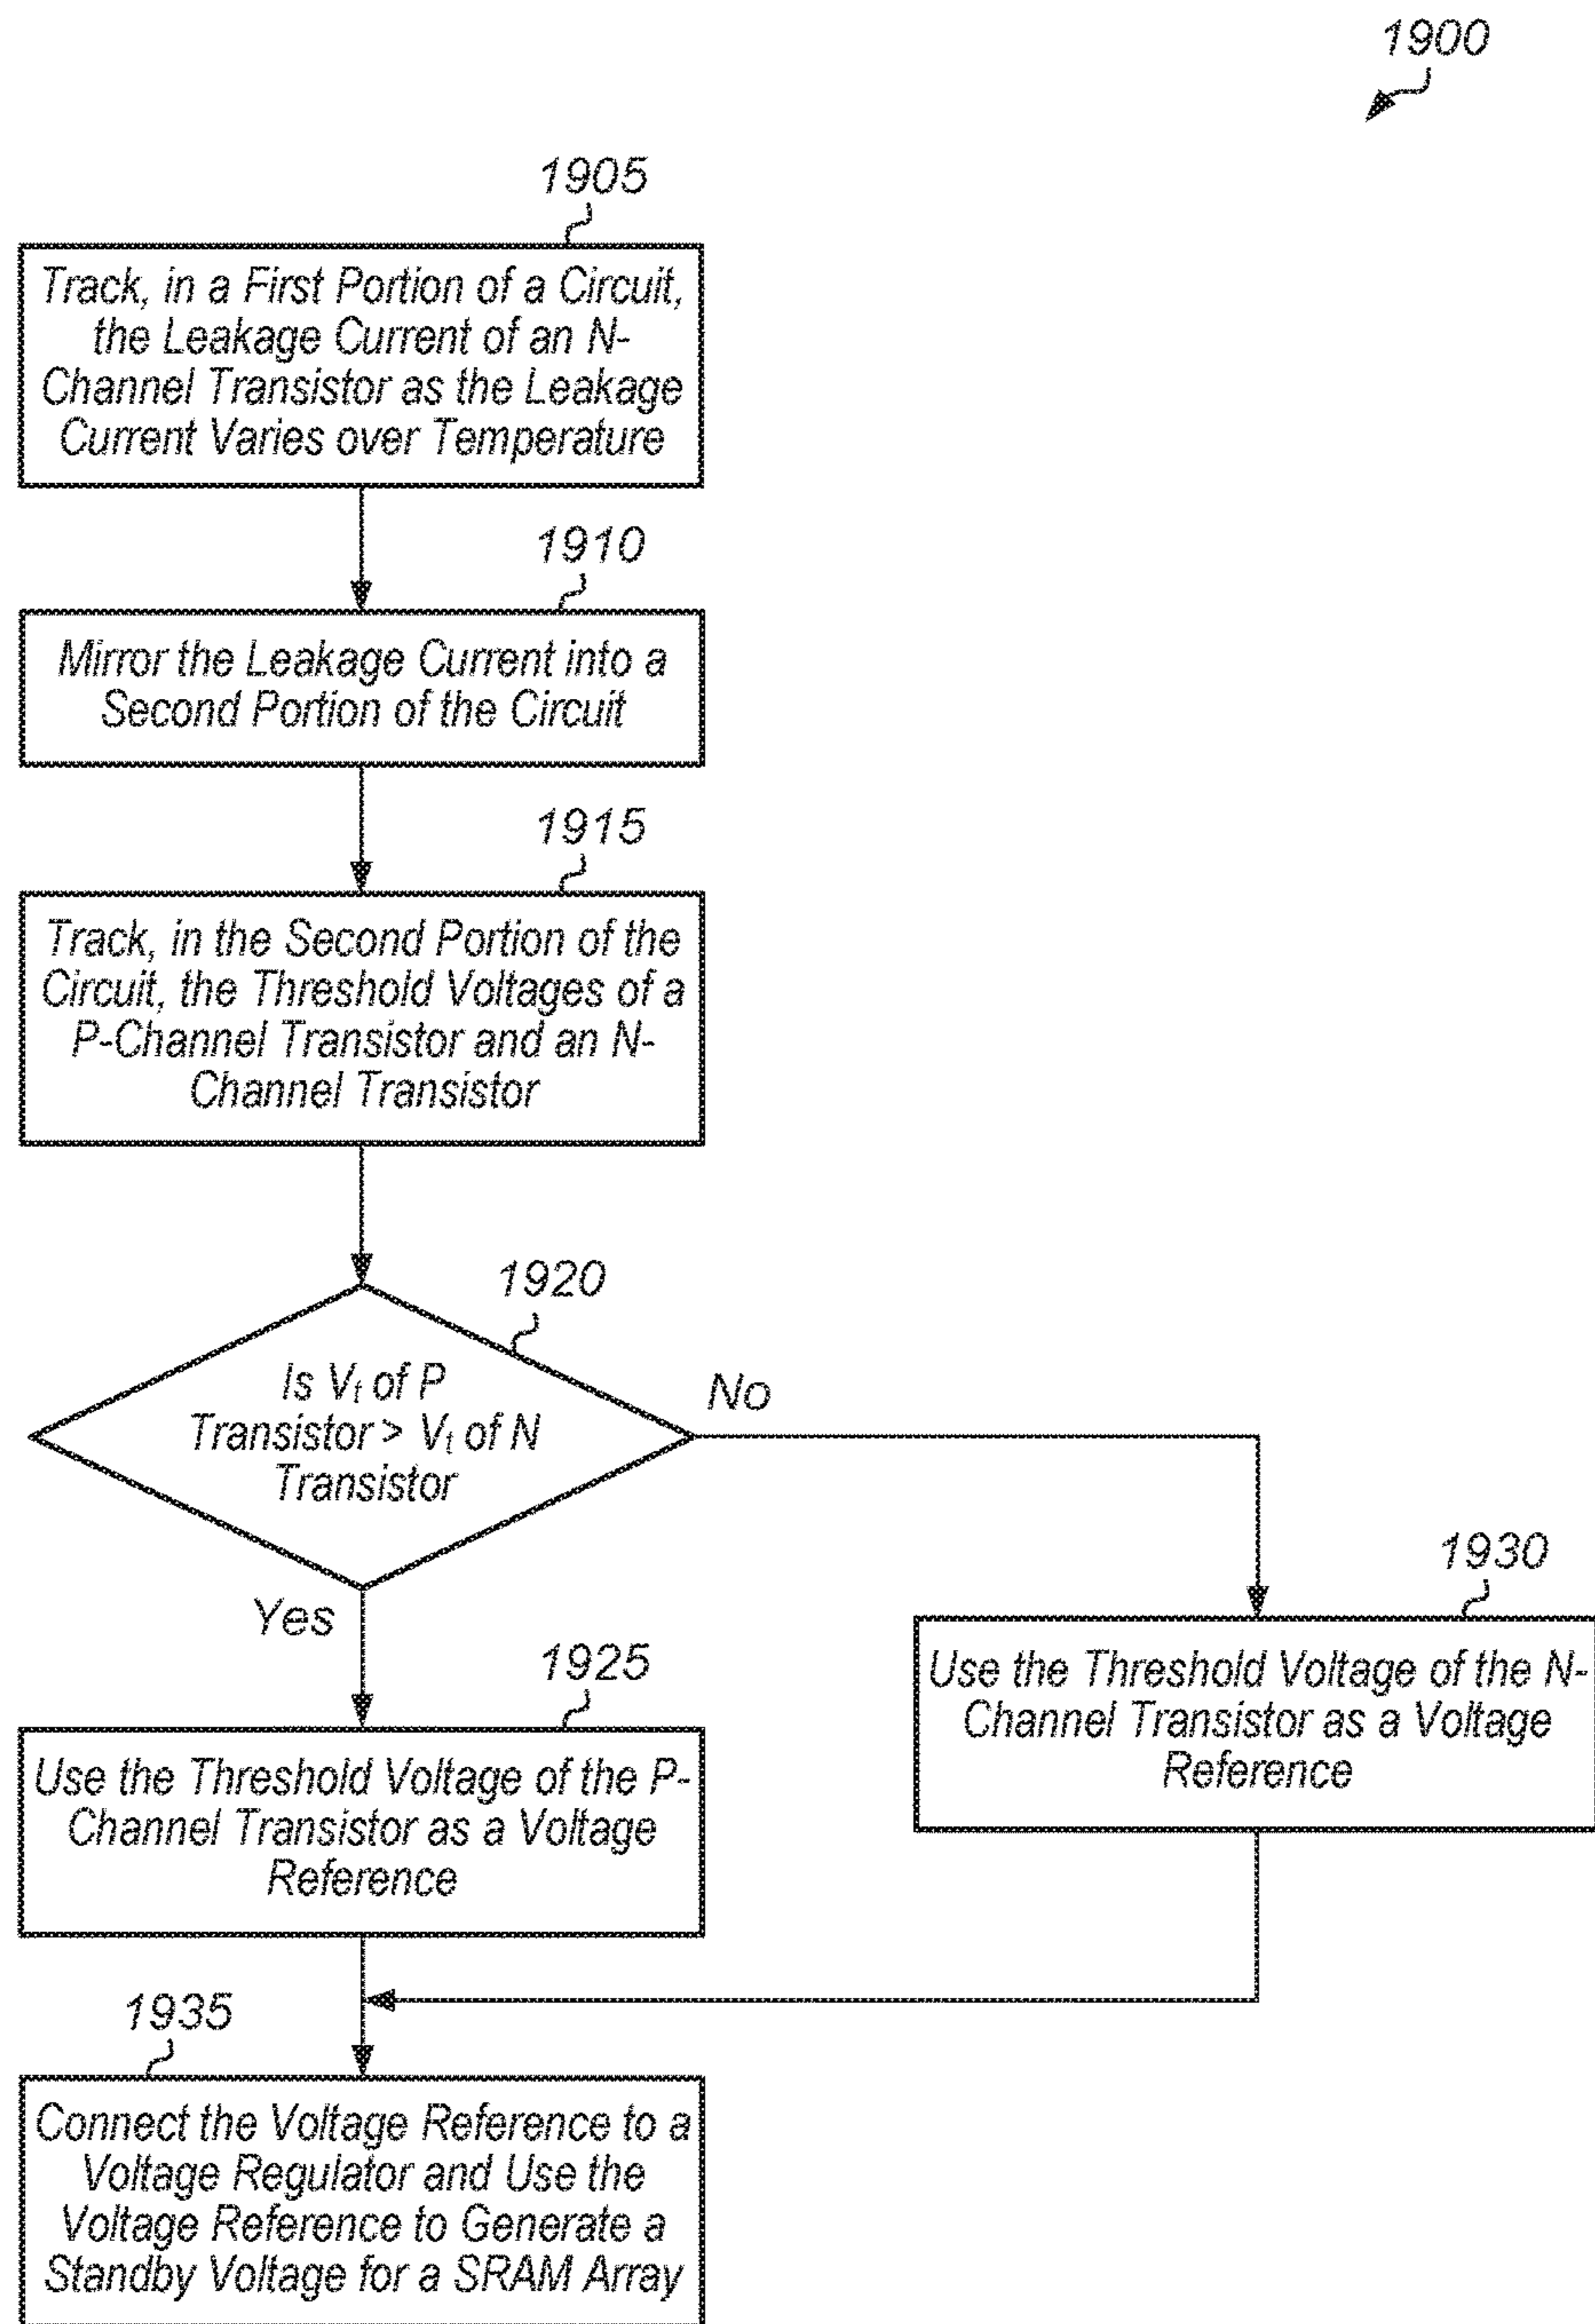 1900
1905
Track, in a First Portion of a Circuit,
the Leakage Current of an N-
Channel Transistor as the Leakage
Current Varies over Temperature
1910
Mirror the Leakage Current into a
Second Portion of the Circuit
1915
Track, in the Second Portion of the
Circuit, the Threshold Voltages of a
P-Channel Transistor and an N-
Channel Transistor
1920
Is Vt of P
Transistor > Vt of N
Transistor
No
Yes
1930
Use the Threshold Voltage of the N-
Channel Transistor as a Voltage
Reference
1925
Use the Threshold Voltage of the P-
Channel Transistor as a Voltage
Reference
1935
Connect the Voltage Reference to a
Voltage Regulator and Use the
Voltage Reference to Generate a
Standby Voltage for a SRAM Array